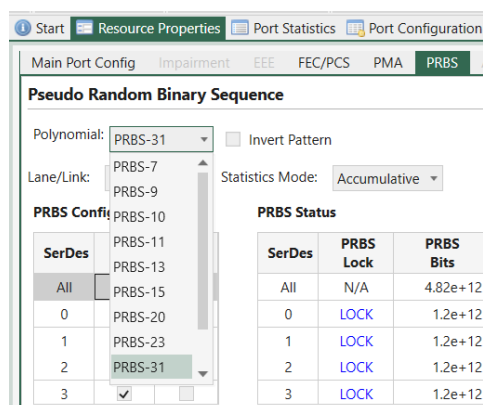 Start Resource Properties Port Statistics Port Configuration
Main Port Config Impairment EEE FEC/PCS PMA PRBS
Pseudo Random Binary Sequence
Polynomial: PRBS-31 Invert Pattern
PRBS-7
Lane/Link: Statistics Mode: Accumulative
PRBS-9
PRBS Confi PRBS-10 PRBS Status
PRBS-11
SerDes SerDes PRBS Lock PRBS Bits
PRBS-13
All PRBS-15 All N/A 4.82e+12
0 PRBS-20 0 LOCK 1.2e+12
1 PRBS-23 1 LOCK 1.2e+12
2 PRBS-31 2 LOCK 1.2e+12
3 3 LOCK 1.2e+12